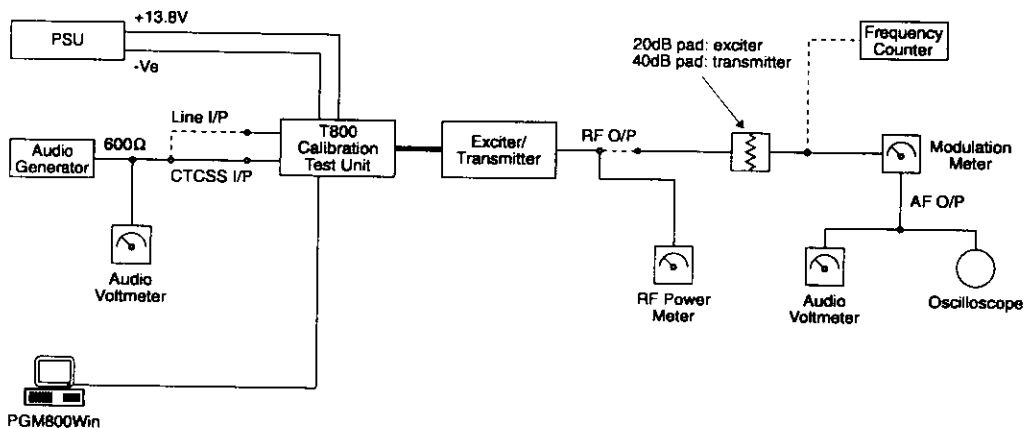 +13.8V
PSU
-Ve
20dB pad: exciter
40dB pad: transmitter
Frequency
Counter
Line I/P
600Ω
Audio
Generator
CTCSS I/P
T800
Calibration
Test Unit
Exciter/
Transmitter
RF O/P
Modulation
Meter
AF O/P
Audio
Voltmeter
RF Power
Meter
Audio
Voltmeter
Oscilloscope
PGM800Win